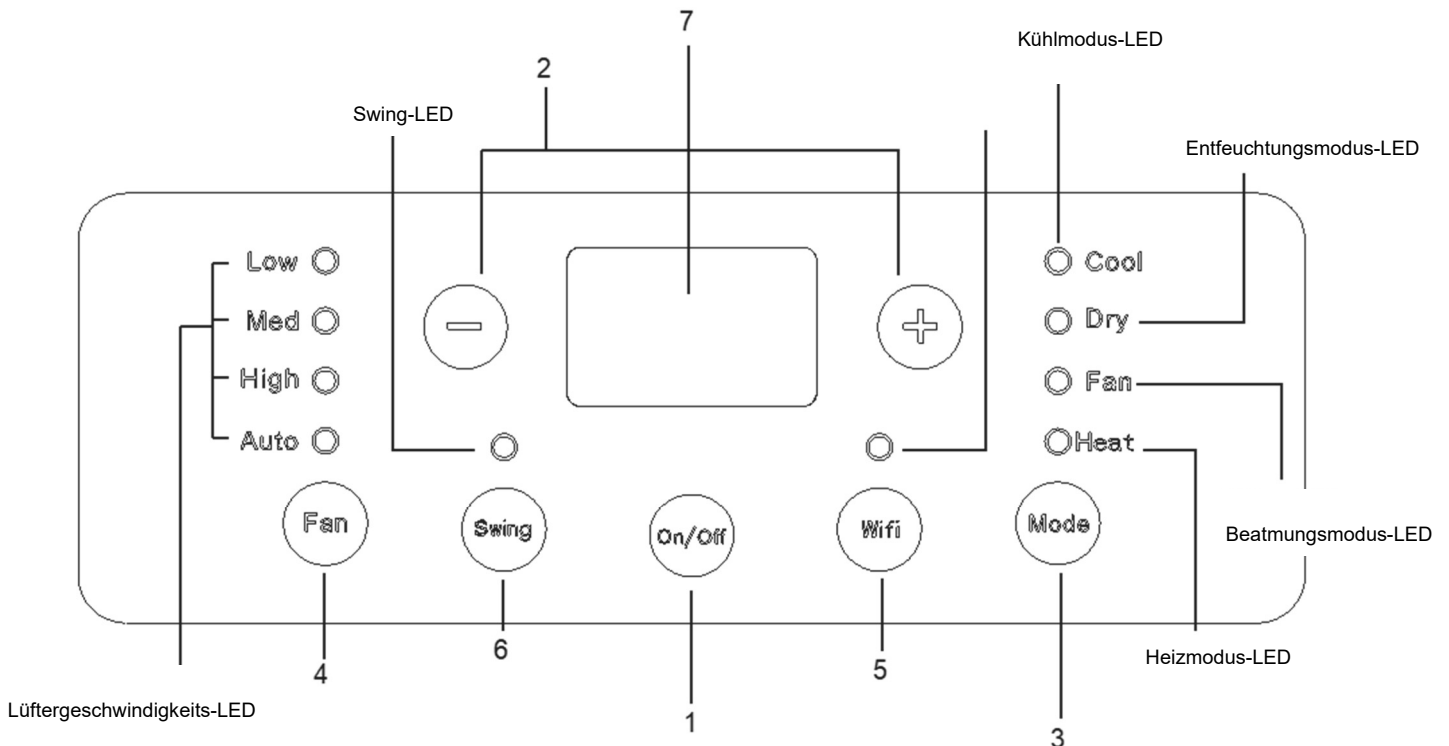 7
Kühlmodus-LED
2
Swing-LED
Entfeuchtungsmodus-LED
Low
Cool
Med
Dry
High
Fan
Auto
Heat
Fan
Swing
On/Off
Wifi
Mode
Beatmungsmodus-LED
6
4
5
Heizmodus-LED
Lüftergeschwindigkeits-LED
1
3